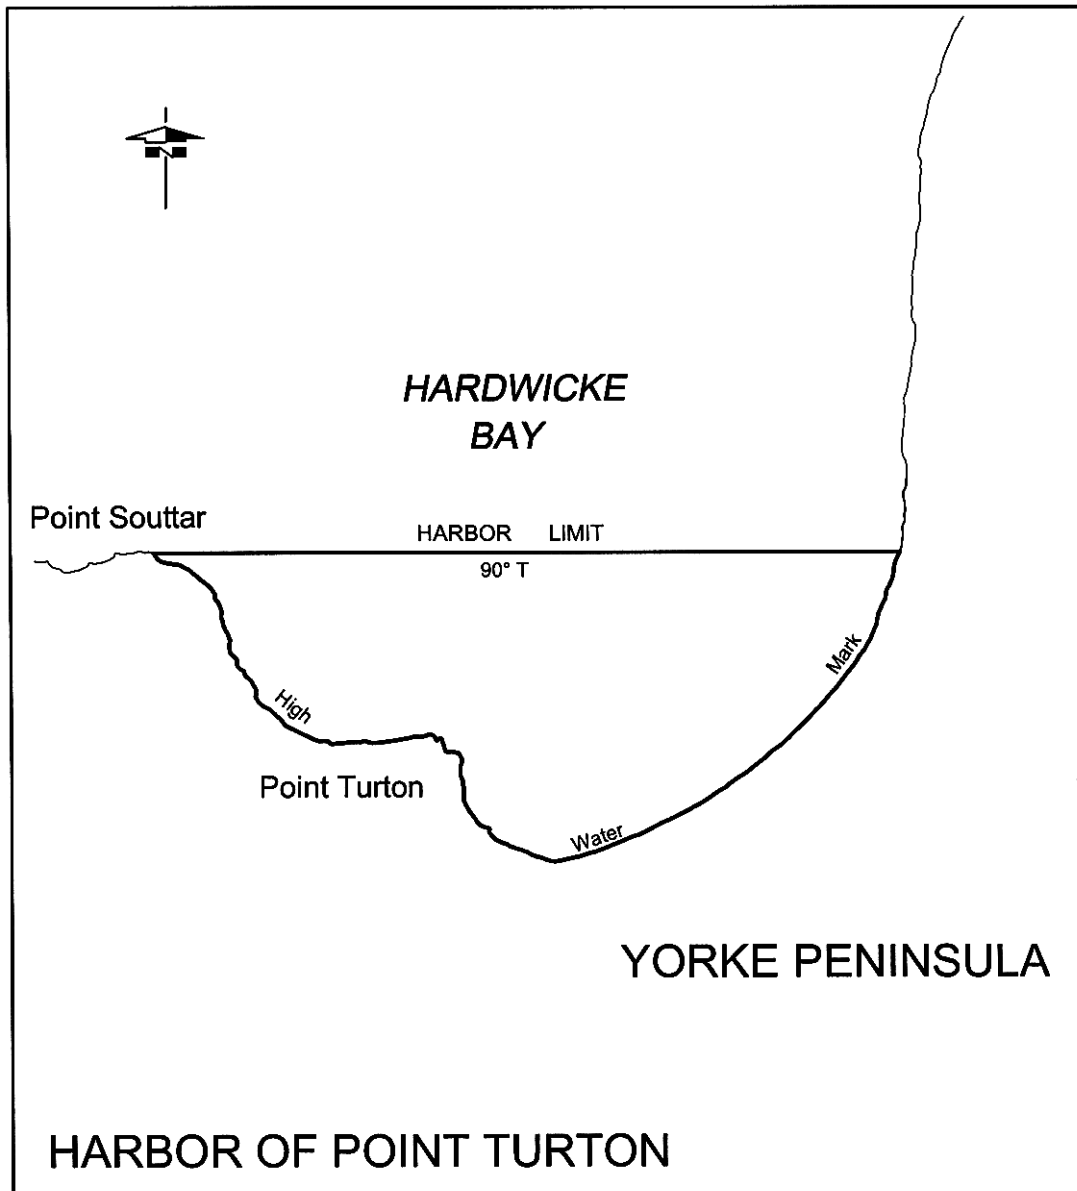 N
HARDWICKE
BAY
Point Souttar
HARBOR LIMIT
90° T
Mark
High
Point Turton
Water
YORKE PENINSULA
HARBOR OF POINT TURTON